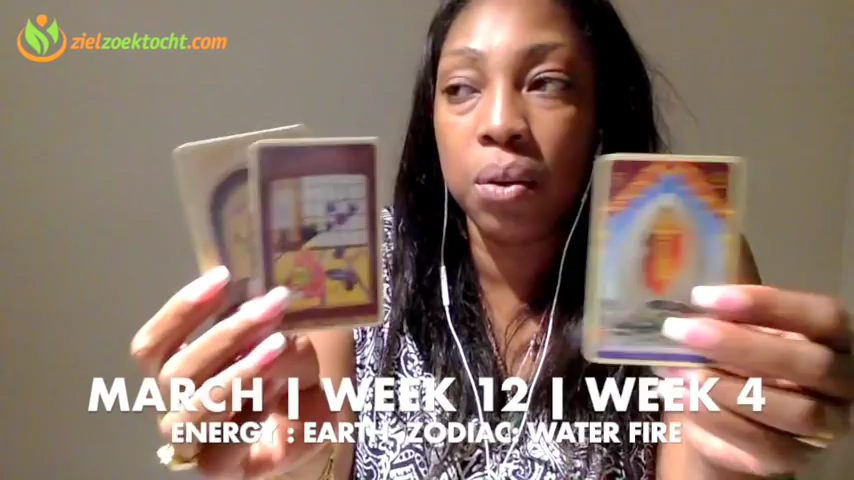 zielzoektocht.com
MARCH | WEEK 12 | WEEK 4
ENERGY : EARTH. ZODIAC: WATER FIRE